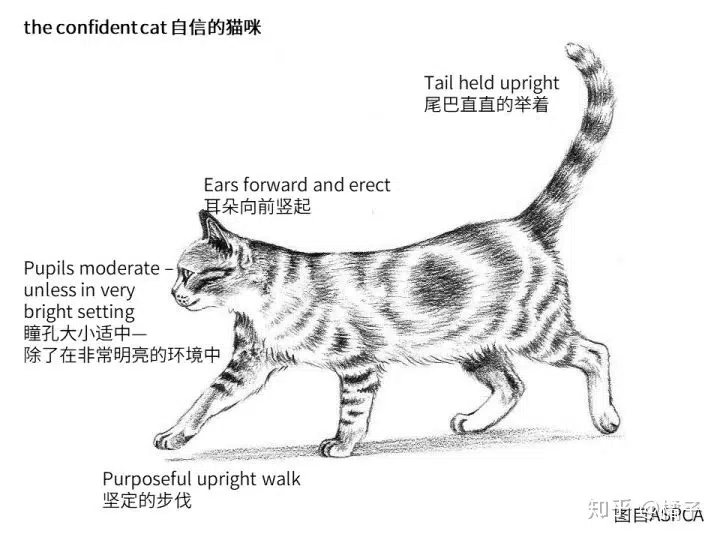 the confident cat 自信的猫咪
Tail held upright
尾巴直直的举着
Ears forward and erect
耳朵向前竖起
Pupils moderate –
unless in very
bright setting
瞳孔大小适中—
除了在非常明亮的环境中
Purposeful upright walk
坚定的步伐
知乎 @橘子
图自ASPCA